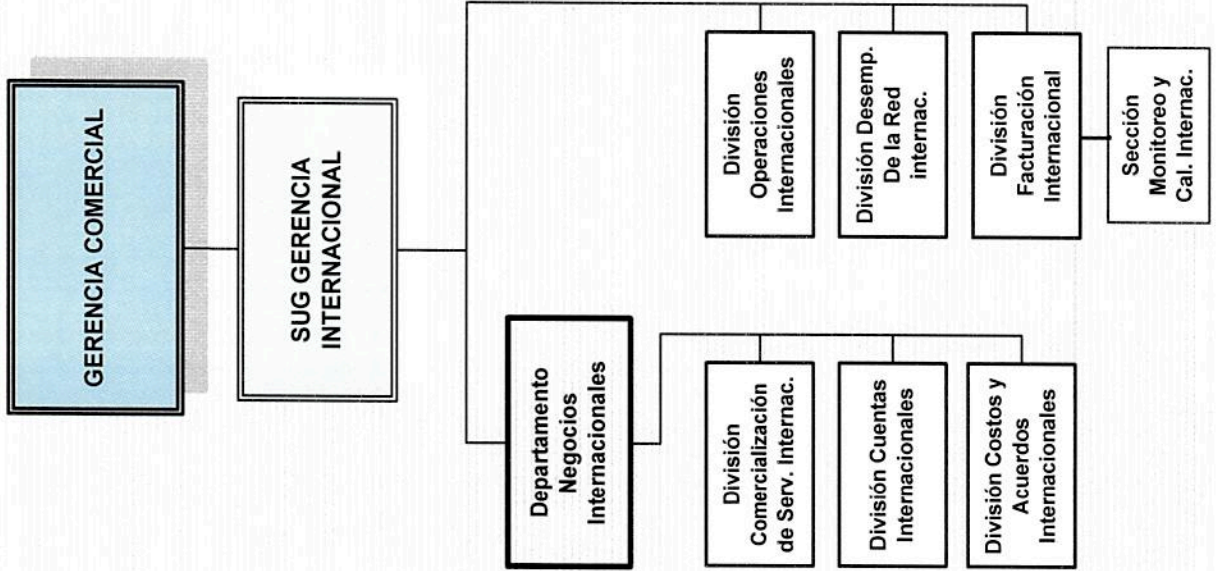 GERENCIA COMERCIAL
SUG GERENCIA
INTERNACIONAL
Departamento
Negocios
Internacionales
División
Comercialización
de Serv. Internac.
División Cuentas
Internacionales
División Costos y
Acuerdos
Internacionales
División
Operaciones
Internacionales
División Desemp.
De la Red
internac.
División
Facturación
Internacional
Sección
Monitoreo y
Cal. Internac.